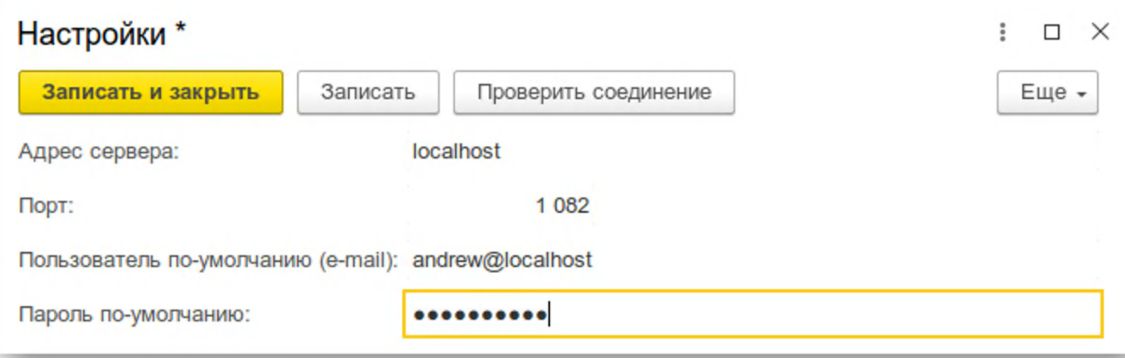 Настройки *
Записать и закрыть Записать Проверить соединение Еще
Адрес сервера: localhost
Порт: 1 082
Пользователь по-умолчанию (e-mail): andrew@localhost
Пароль по-умолчанию: ●●●●●●●●●●